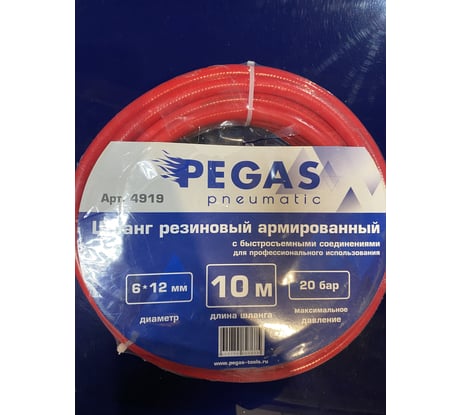 PEGAS
pneumatic
Арт. 4919
Шланг резиновый армированный
с быстросъемными соединениями
для профессионального использования
6*12 мм
10 м
20 бар
диаметр
длина шланга
максимальное
давление
www.pegas-tools.ru